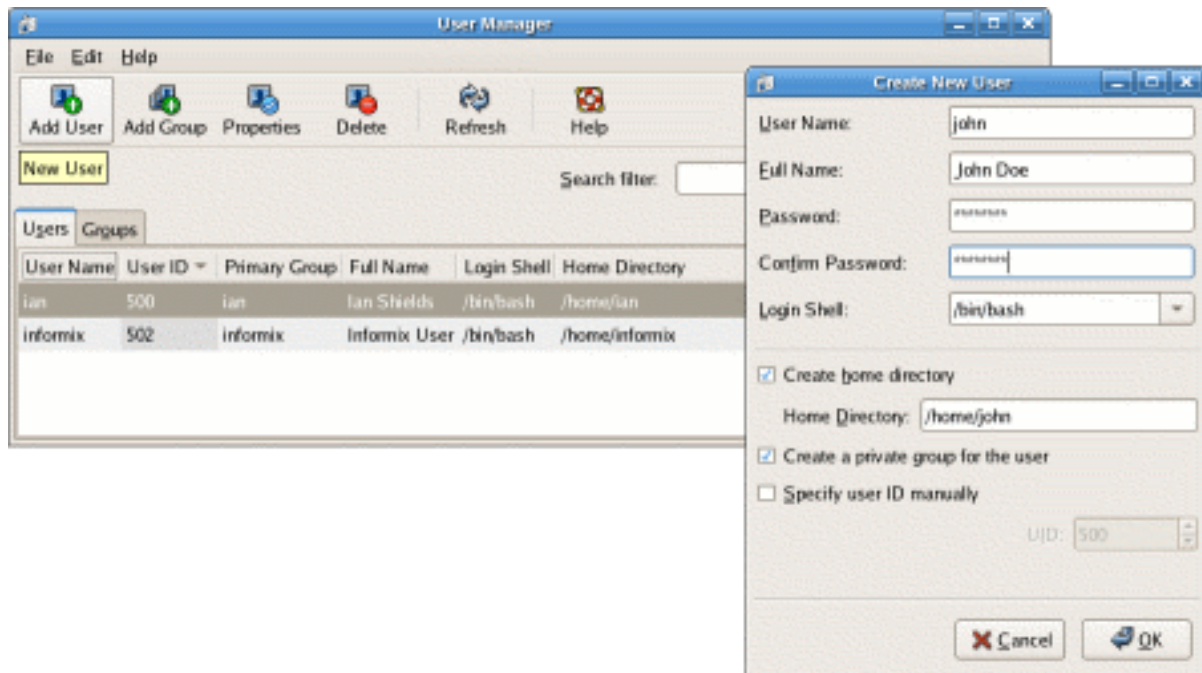 User Manager
File Edit Help
Add User Add Group Properties Delete Refresh Help
New User
Search filter:
Users Groups
User Name User ID Primary Group Full Name Login Shell Home Directory
ian 500 ian Ian Shields /bin/bash /home/ian
informix 502 informix Informix User /bin/bash /home/informix
Create New User
User Name: john
Full Name: John Doe
Password: ********
Confirm Password: ********
Login Shell: /bin/bash
Create home directory
Home Directory: /home/john
Create a private group for the user
Specify user ID manually
UID: 500
Cancel OK